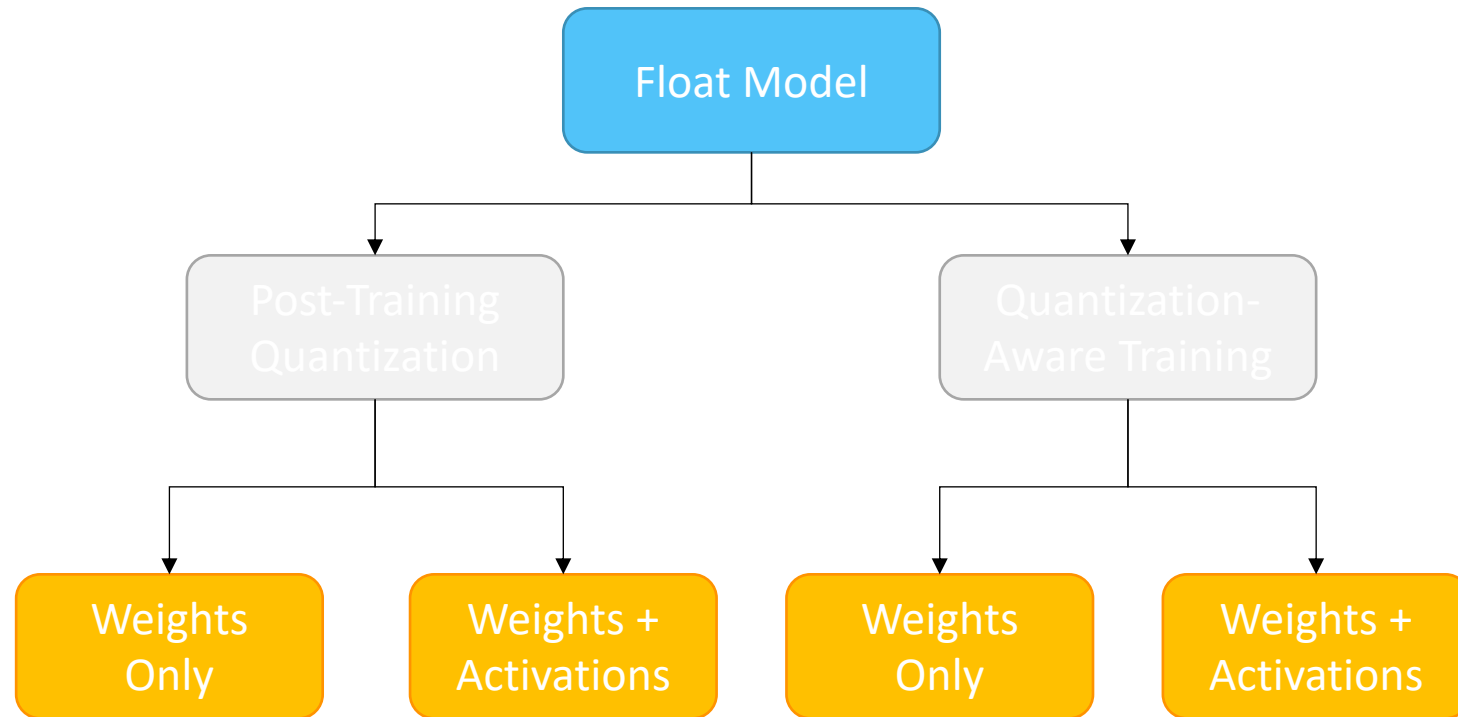 Float Model
Post-Training
Quantization
Quantization-
Aware Training
Weights
Only
Weights +
Activations
Weights
Only
Weights +
Activations